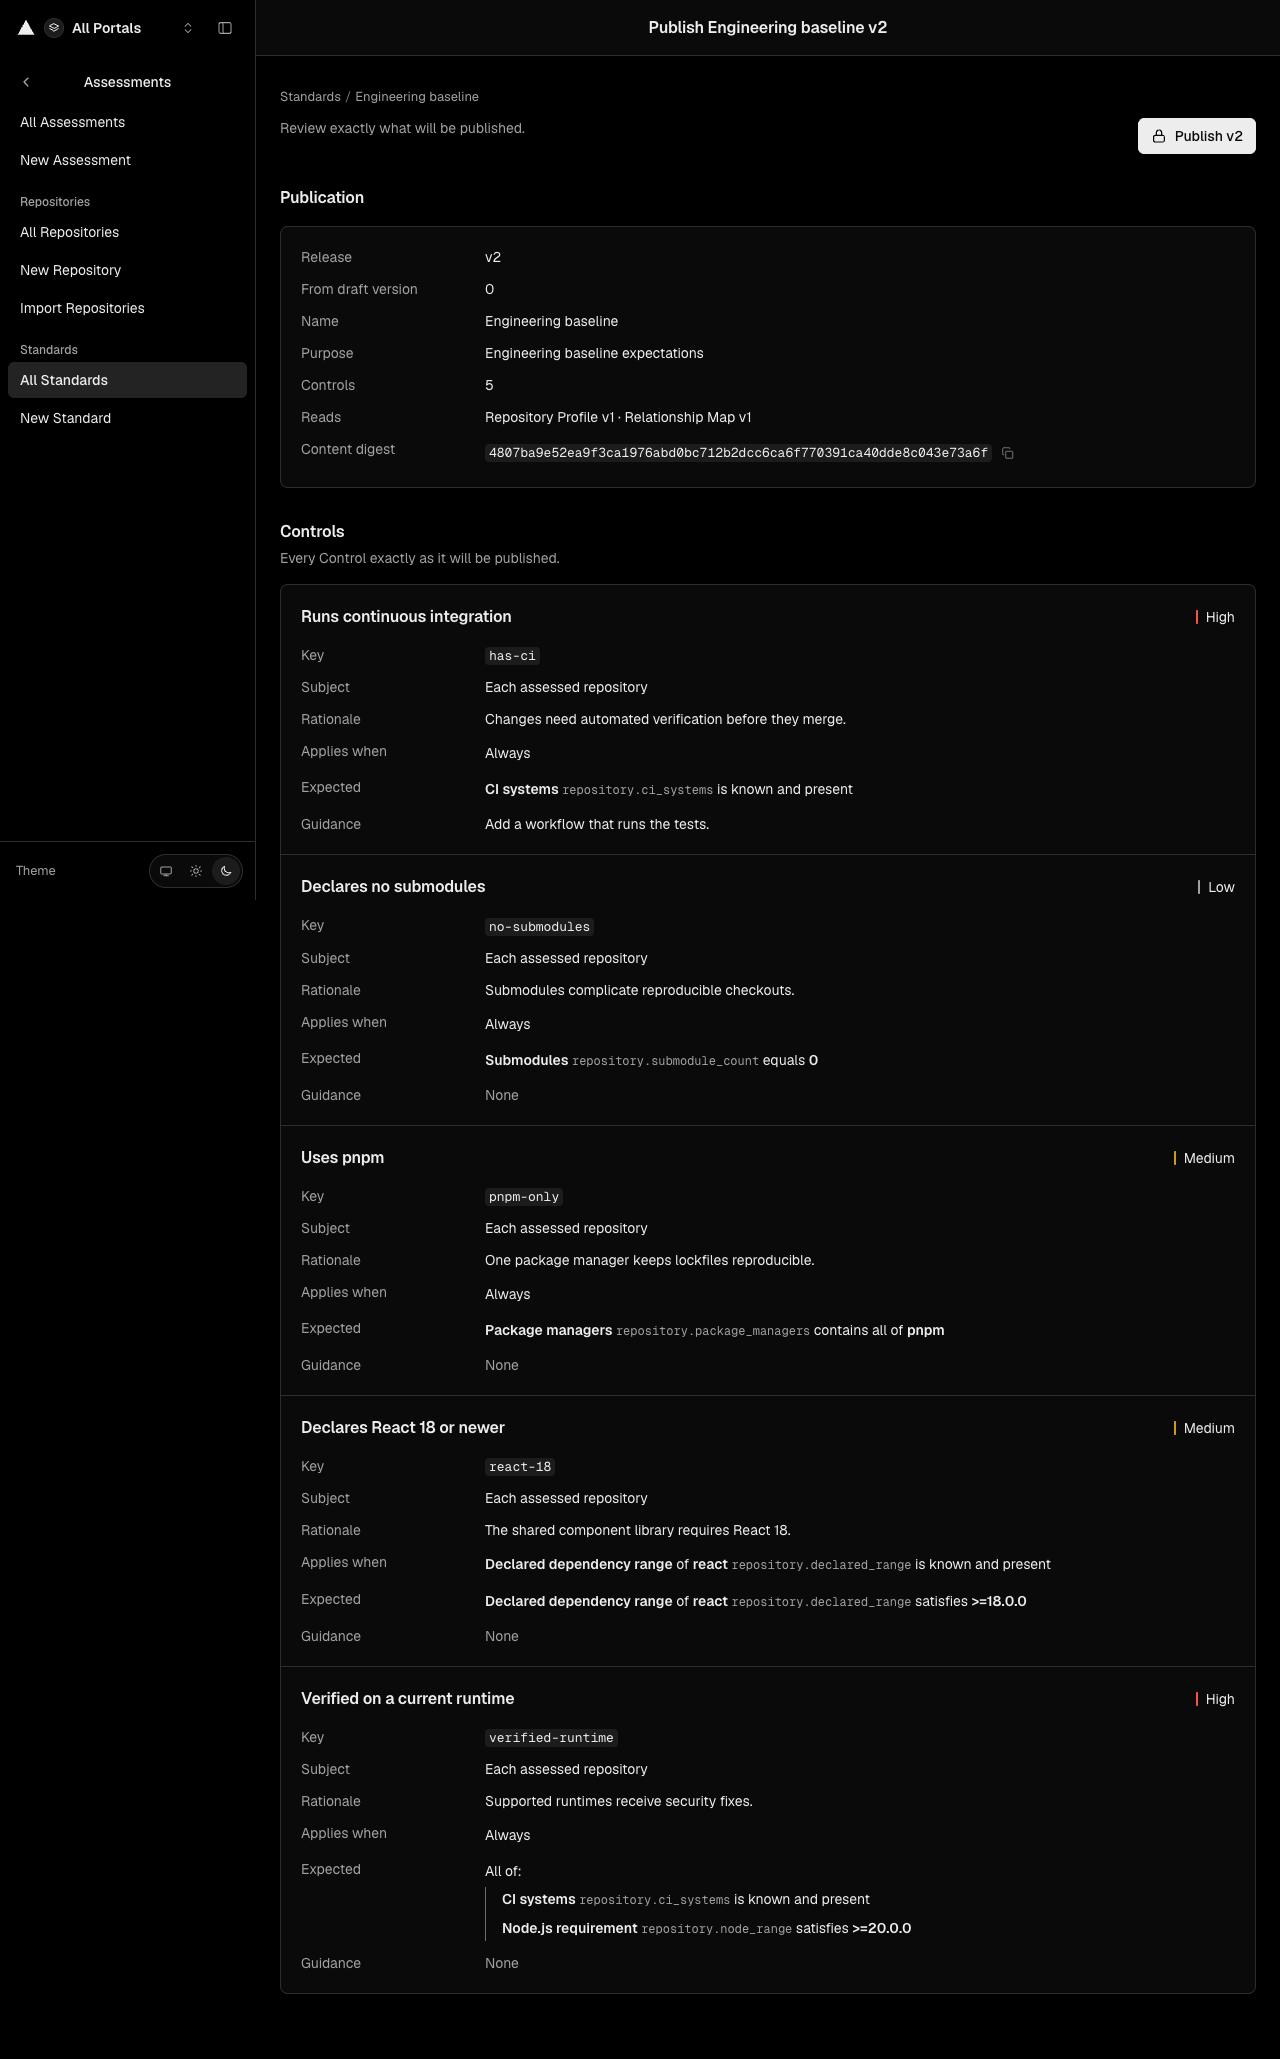 All Portals
Publish Engineering baseline v2
Assessments
All Assessments
New Assessment
Repositories
All Repositories
New Repository
Import Repositories
Standards
All Standards
New Standard
Theme
Standards / Engineering baseline
Review exactly what will be published.
Publish v2
Publication
Release v2
From draft version 0
Name Engineering baseline
Purpose Engineering baseline expectations
Controls 5
Reads Repository Profile v1 · Relationship Map v1
Content digest 4807ba9e52ea9f3ca1976abd0bc712b2dcc6ca6f770391ca40dde8c043e73a6f
Controls
Every Control exactly as it will be published.
Runs continuous integration High
Key has-ci
Subject Each assessed repository
Rationale Changes need automated verification before they merge.
Applies when Always
Expected CI systems repository.ci_systems is known and present
Guidance Add a workflow that runs the tests.
Declares no submodules Low
Key no-submodules
Subject Each assessed repository
Rationale Submodules complicate reproducible checkouts.
Applies when Always
Expected Submodules repository.submodule_count equals 0
Guidance None
Uses pnpm Medium
Key pnpm-only
Subject Each assessed repository
Rationale One package manager keeps lockfiles reproducible.
Applies when Always
Expected Package managers repository.package_managers contains all of pnpm
Guidance None
Declares React 18 or newer Medium
Key react-18
Subject Each assessed repository
Rationale The shared component library requires React 18.
Applies when Declared dependency range of react repository.declared_range is known and present
Expected Declared dependency range of react repository.declared_range satisfies >=18.0.0
Guidance None
Verified on a current runtime High
Key verified-runtime
Subject Each assessed repository
Rationale Supported runtimes receive security fixes.
Applies when Always
Expected All of:
CI systems repository.ci_systems is known and present
Node.js requirement repository.node_range satisfies >=20.0.0
Guidance None